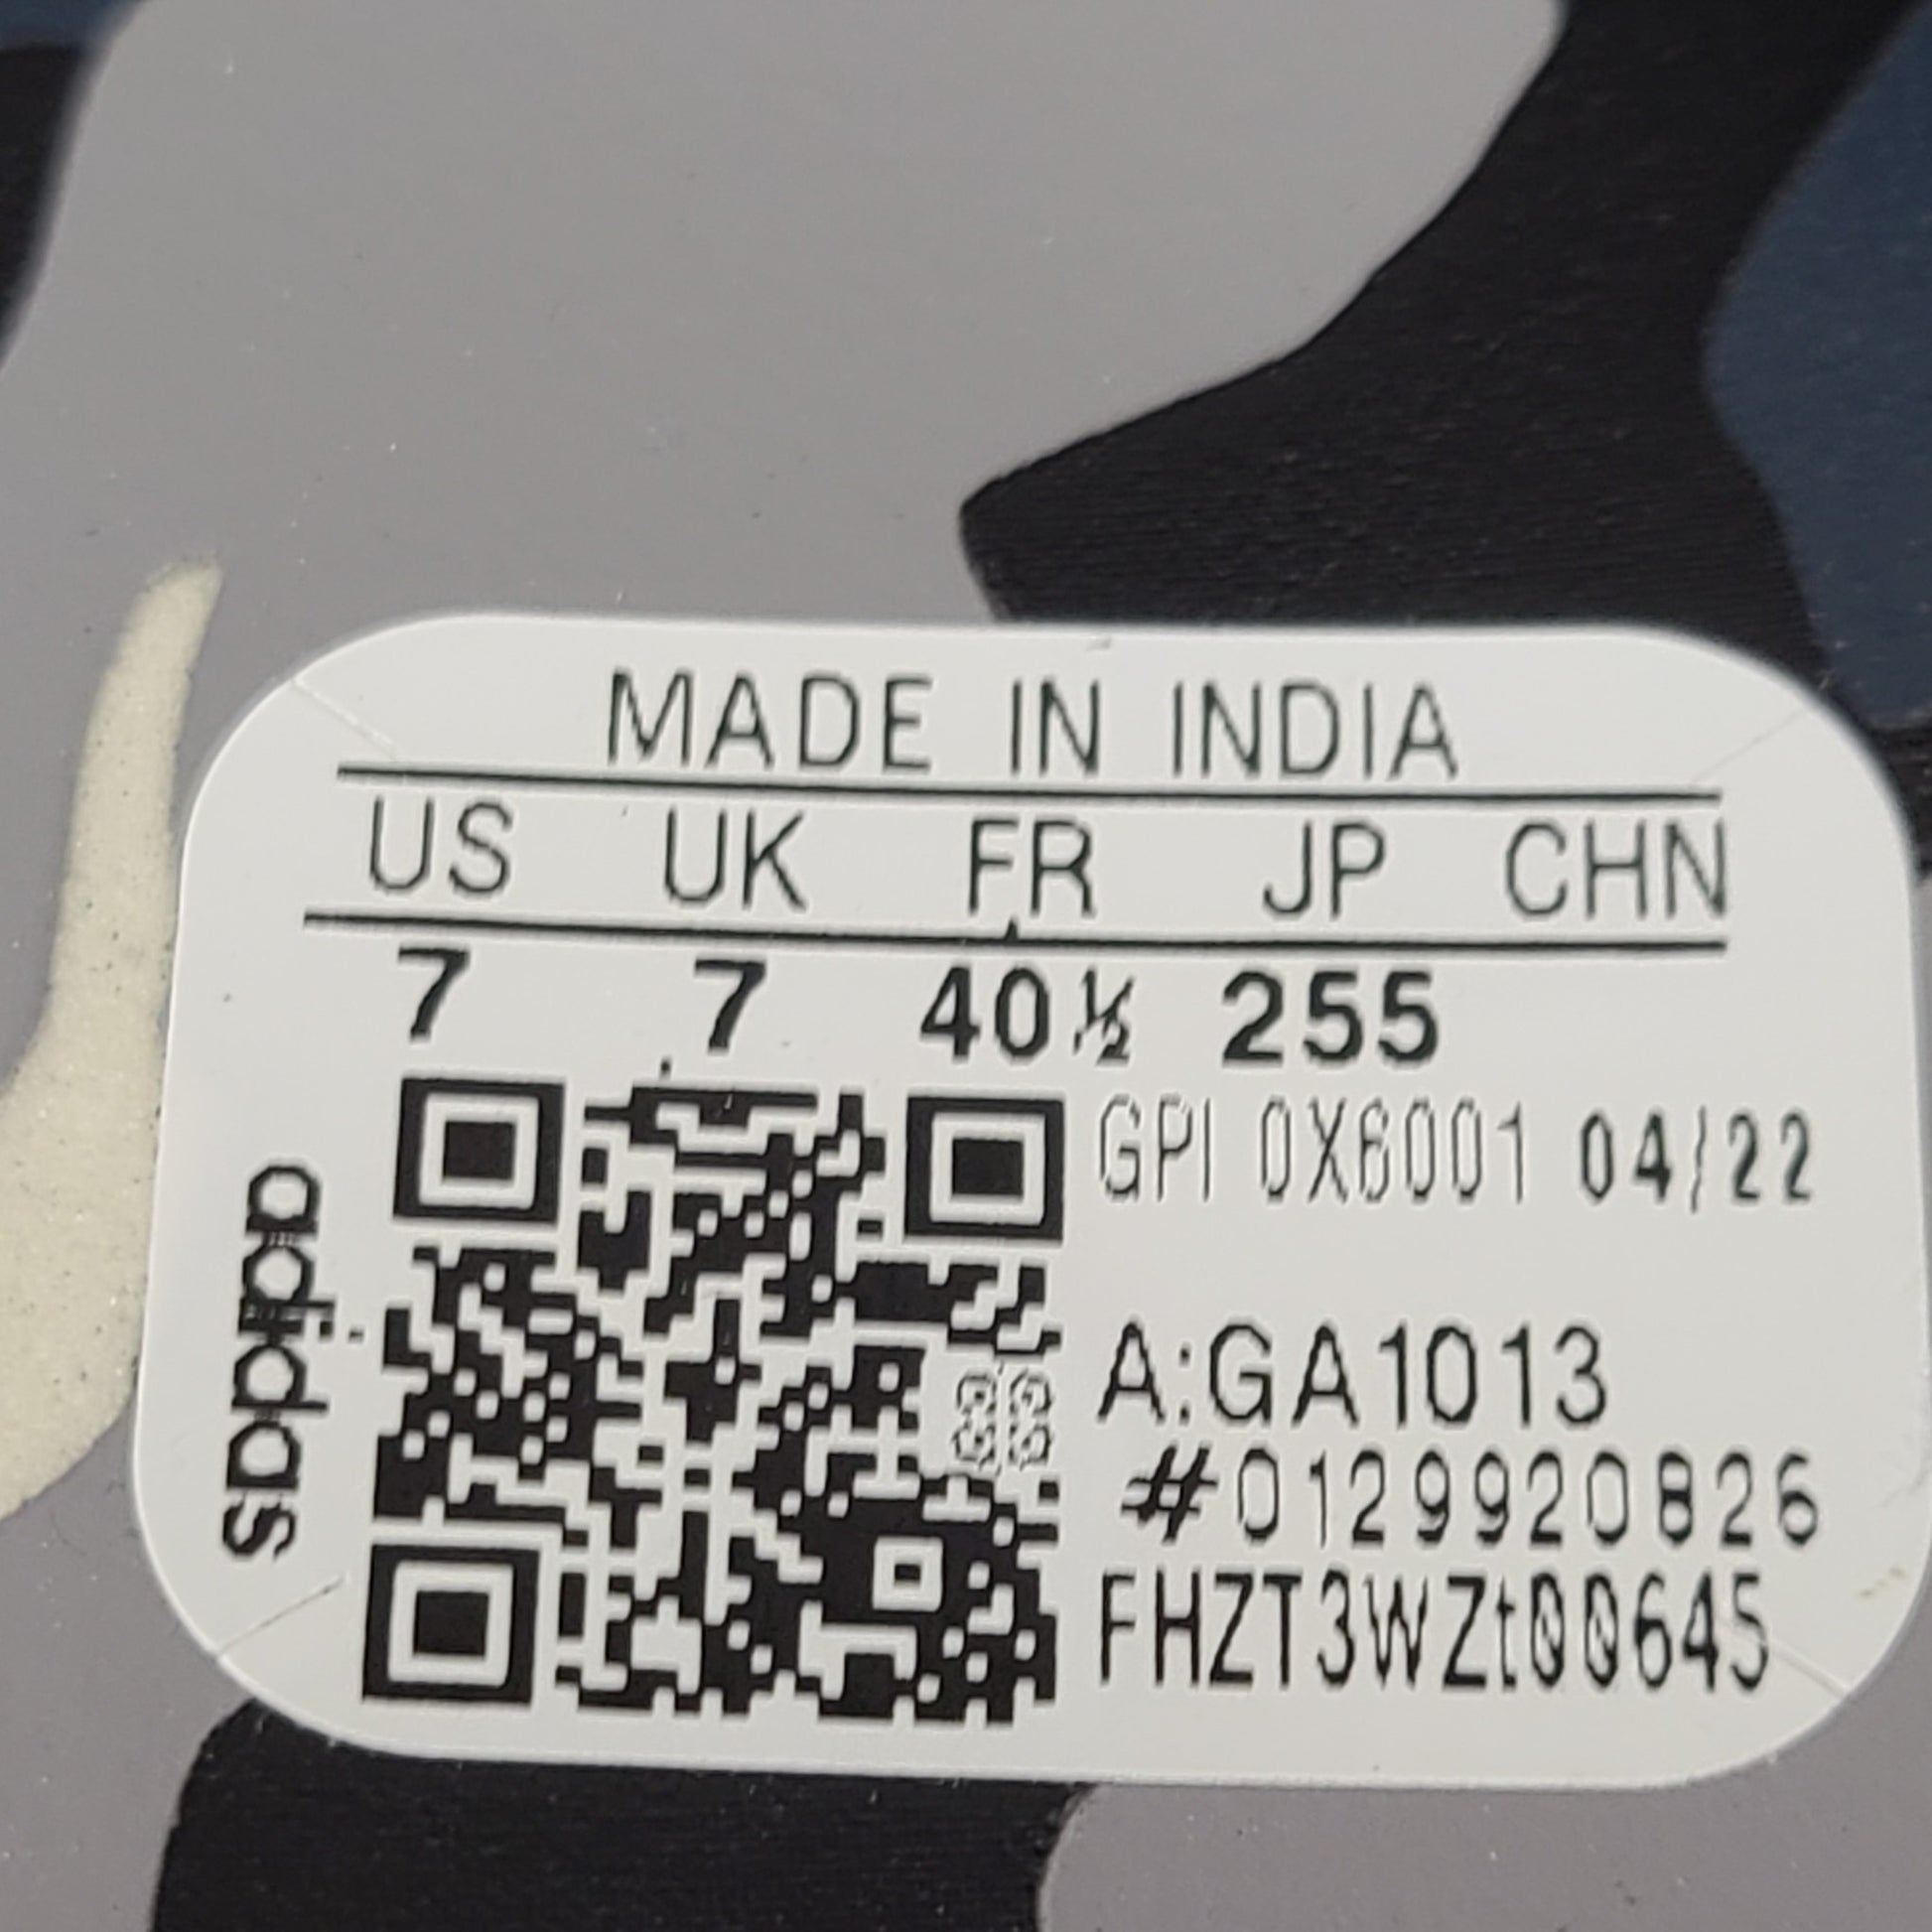 MADE IN INDIA
US UK FR JP CHN
7 7 40½ 255
GPI 0X6001 04/22
adidas
A:GA1013
#0129920826
FHZT3WZt00645